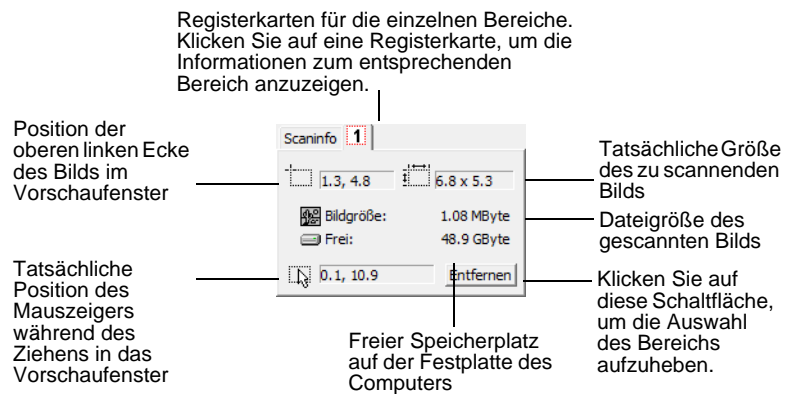 Registerkarten für die einzelnen Bereiche.
Klicken Sie auf eine Registerkarte, um die
Informationen zum entsprechenden
Bereich anzuzeigen.
Position der
oberen linken Ecke
des Bilds im
Vorschaufenster
Scaninfo 1
1.3, 4.8 6.8 x 5.3
Bildgröße: 1.08 MByte
Frei: 48.9 GByte
0.1, 10.9 Entfernen
Tatsächliche Größe
des zu scannenden
Bilds
Dateigröße des
gescannten Bilds
Tatsächliche
Position des
Mauszeigers
während des
Ziehens in das
Vorschaufenster
Freier Speicherplatz
auf der Festplatte des
Computers
Klicken Sie auf
diese Schaltfläche,
um die Auswahl
des Bereichs
aufzuheben.